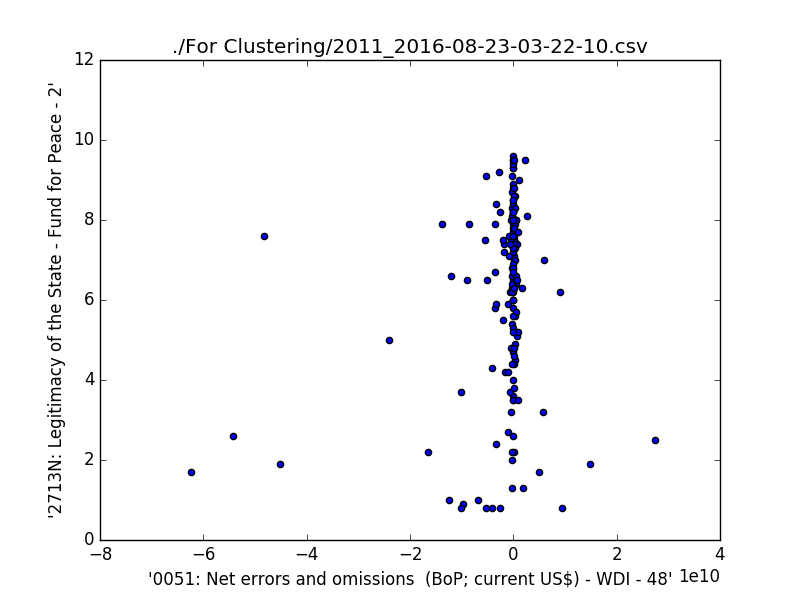 ./For Clustering/2011_2016-08-23-03-22-10.csv
12
10
8
6
4
2
0
'2713N: Legitimacy of the State - Fund for Peace - 2'
−8 −6 −4 −2 0 2 4
1e10
'0051: Net errors and omissions  (BoP; current US$) - WDI - 48'